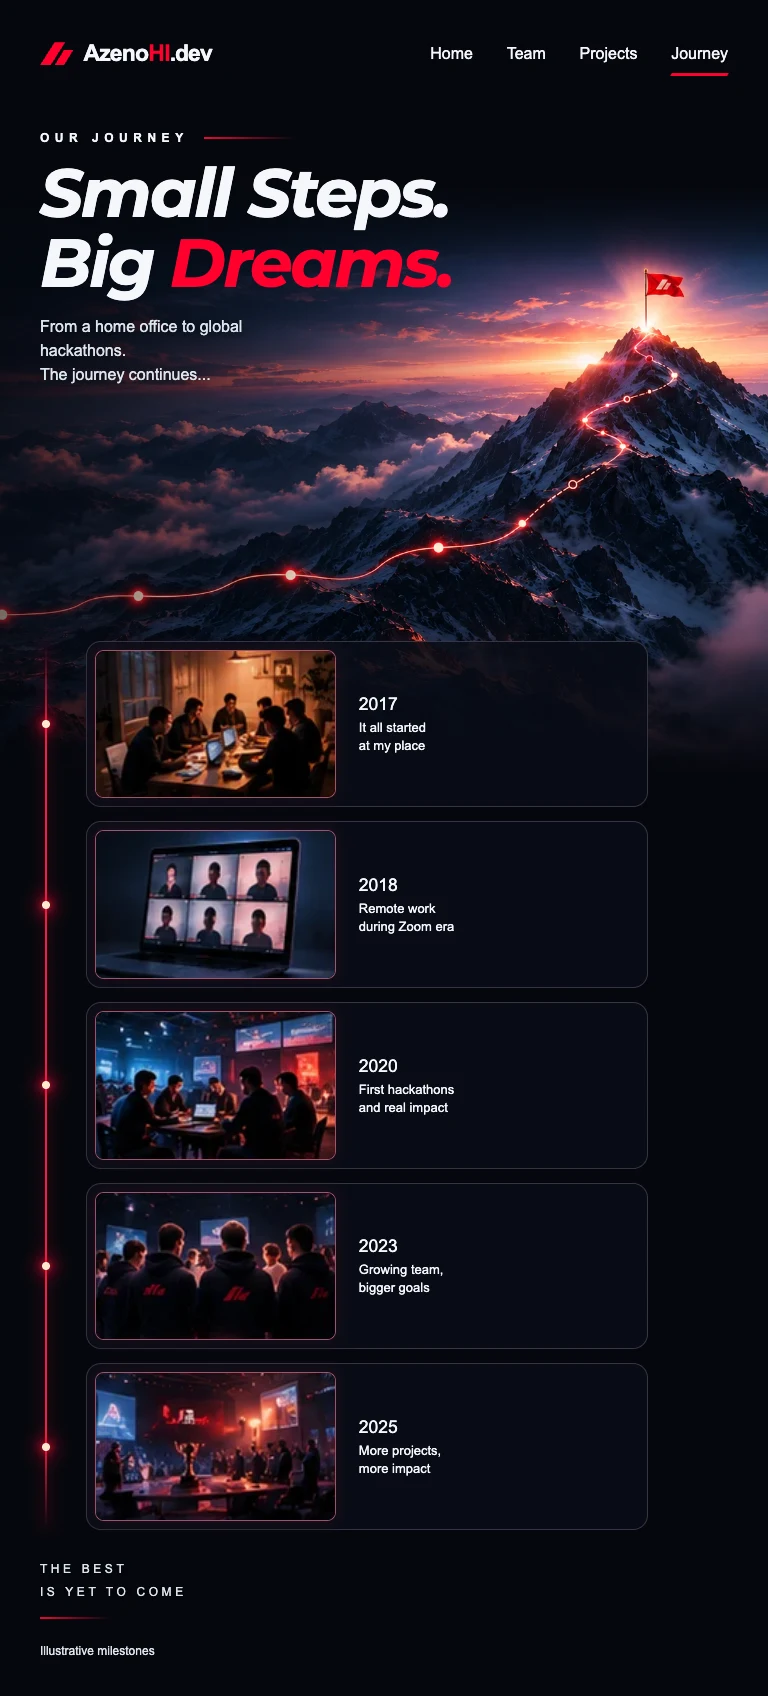 AzenoHI.dev
Home
Team
Projects
Journey
OUR JOURNEY
Small Steps.
Big Dreams.
From a home office to global
hackathons.
The journey continues...
2017
It all started
at my place
2018
Remote work
during Zoom era
2020
First hackathons
and real impact
2023
Growing team,
bigger goals
2025
More projects,
more impact
THE BEST
IS YET TO COME
Illustrative milestones